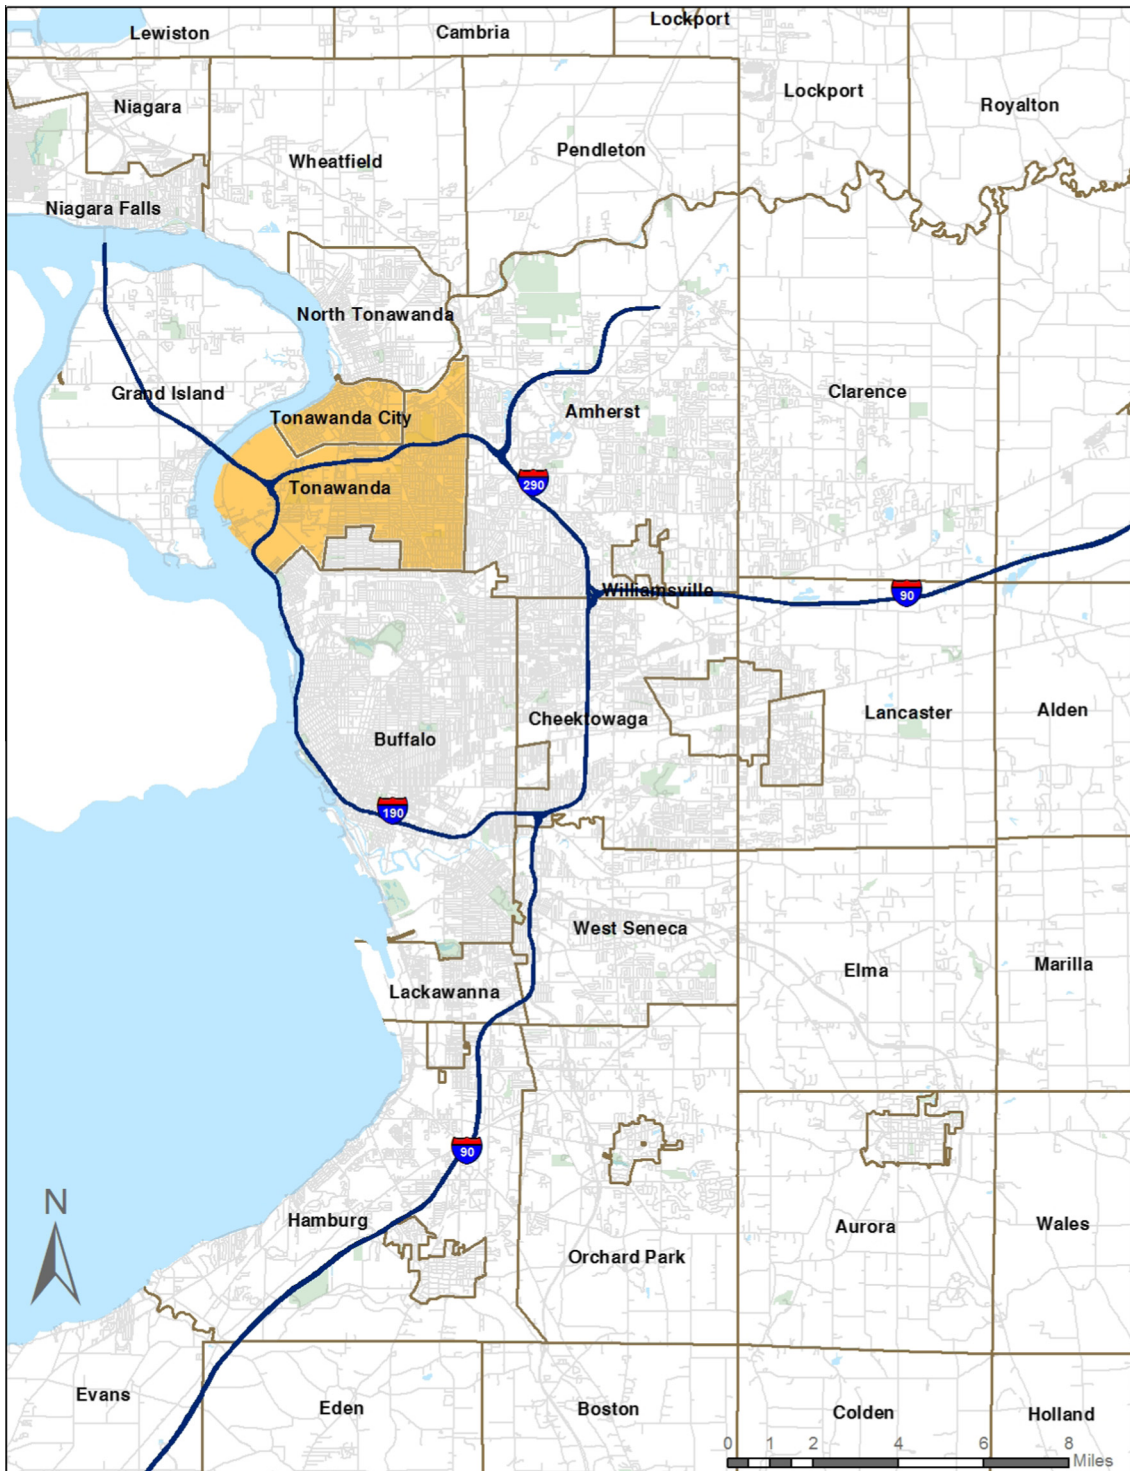 Lockport
Lewiston
Cambria
Lockport
Royalton
Niagara
Pendleton
Wheatfield
Niagara Falls
North Tonawanda
Grand Island
Clarence
Amherst
Tonawanda City
Tonawanda
290
Williamsville
90
Cheektowaga
Lancaster
Alden
Buffalo
190
West Seneca
Elma
Marilla
Lackawanna
90
N
Hamburg
Aurora
Wales
Orchard Park
Evans
Eden
Boston
Colden
Holland
0 1 2 4 6 8
Miles